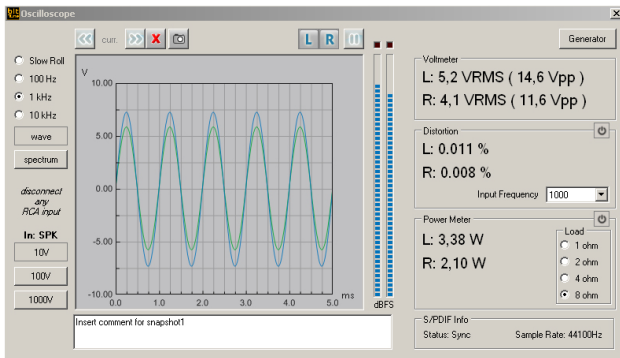 Oscilloscope
curr.
L R
Generator
Slow Roll
100 Hz
1 kHz
10 kHz
wave
spectrum
disconnect
any
RCA input
In: SPK
10V
100V
1000V
V
10.00
5.00
0.00
-5.00
-10.00
0.0 1.0 2.0 3.0 4.0 5.0
ms
dBFS
Insert comment for snapshot1
Voltmeter
L: 5,2 VRMS ( 14,6 Vpp )
R: 4,1 VRMS ( 11,6 Vpp )
Distortion
L: 0.011 %
R: 0.008 %
Input Frequency 1000
Power Meter
L: 3,38 W
R: 2,10 W
Load
1 ohm
2 ohm
4 ohm
8 ohm
S/PDIF Info
Status: Sync Sample Rate: 44100Hz